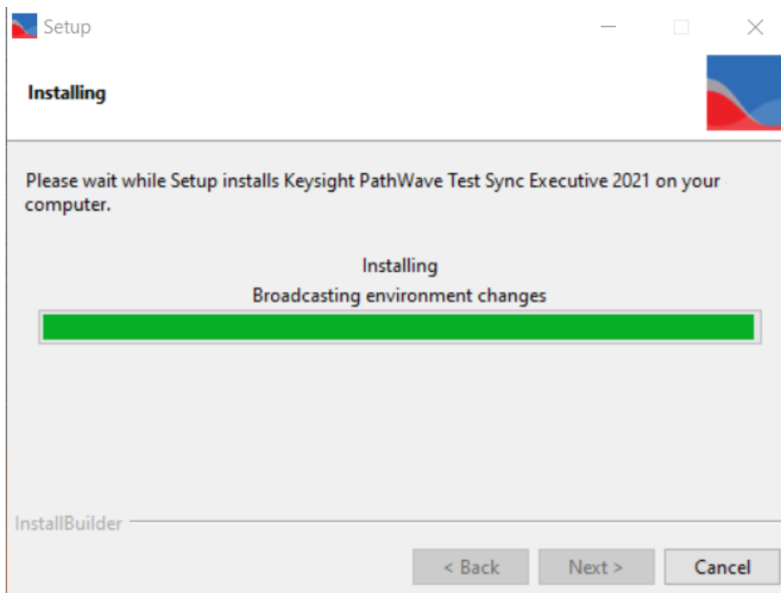 Setup
Installing
Please wait while Setup installs Keysight PathWave Test Sync Executive 2021 on your
computer.
Installing
Broadcasting environment changes
InstallBuilder
< Back
Next >
Cancel